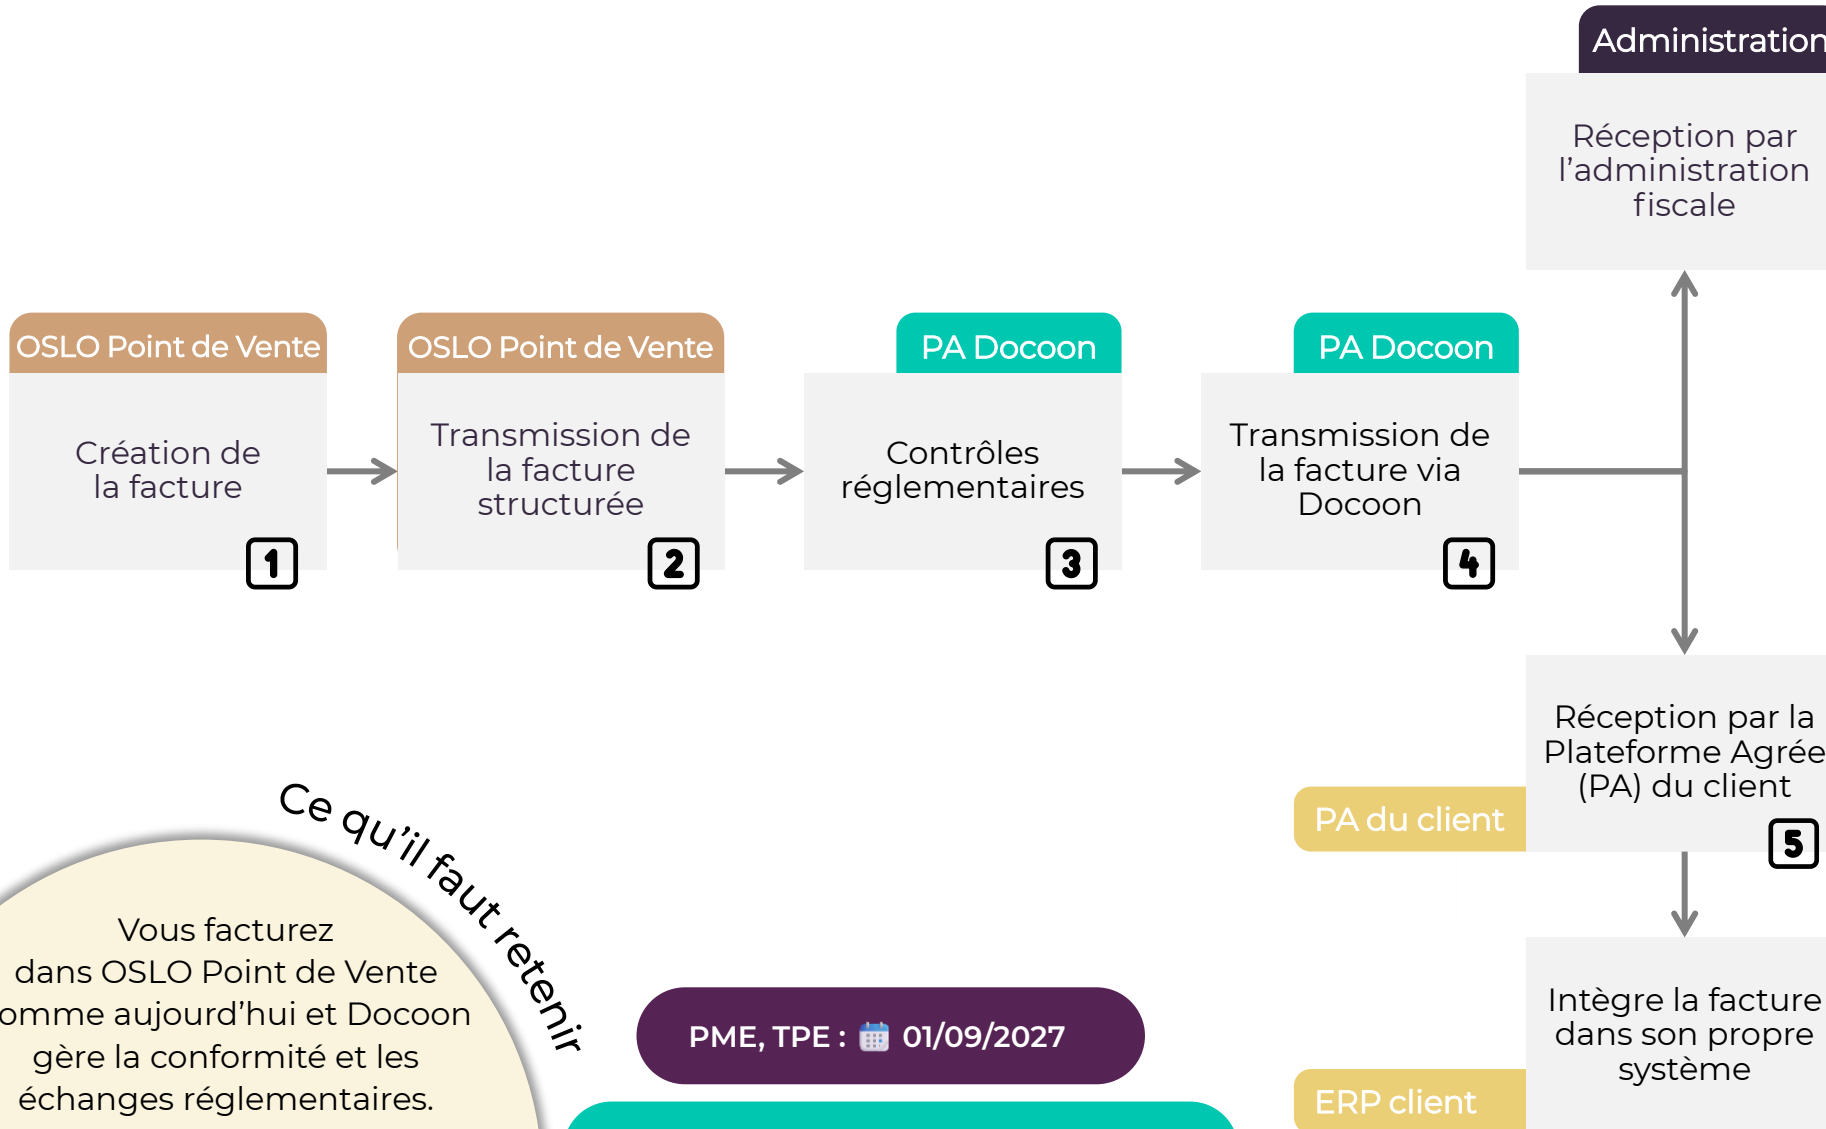 Administration
Réception par
l’administration
fiscale
OSLO Point de Vente
Création de
la facture
1
OSLO Point de Vente
Transmission de
la facture
structurée
2
PA Docoon
Contrôles
réglementaires
3
PA Docoon
Transmission de
la facture via
Docoon
4
Réception par la
Plateforme Agrée
(PA) du client
5
PA du client
Intègre la facture
dans son propre
système
ERP client
Ce qu’il faut retenir
Vous facturez
dans OSLO Point de Vente
omme aujourd’hui et Docoon
gère la conformité et les
échanges réglementaires.
PME, TPE : 01/09/2027